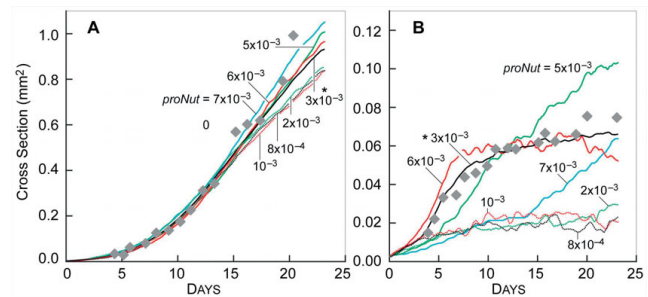 A
1.0
0.8
0.6
0.4
0.2
0.0
Cross Section (mm²)
0
5
10
15
20
25
DAYS
5x10⁻³
6x10⁻³
proNut = 7x10⁻³
0
*
3x10⁻³
2x10⁻³
8x10⁻⁴
10⁻³
B
0.12
0.10
0.08
0.06
0.04
0.02
0.00
0
5
10
15
20
25
DAYS
proNut = 5x10⁻³
* 3x10⁻³
6x10⁻³
7x10⁻³
10⁻³
2x10⁻³
8x10⁻⁴